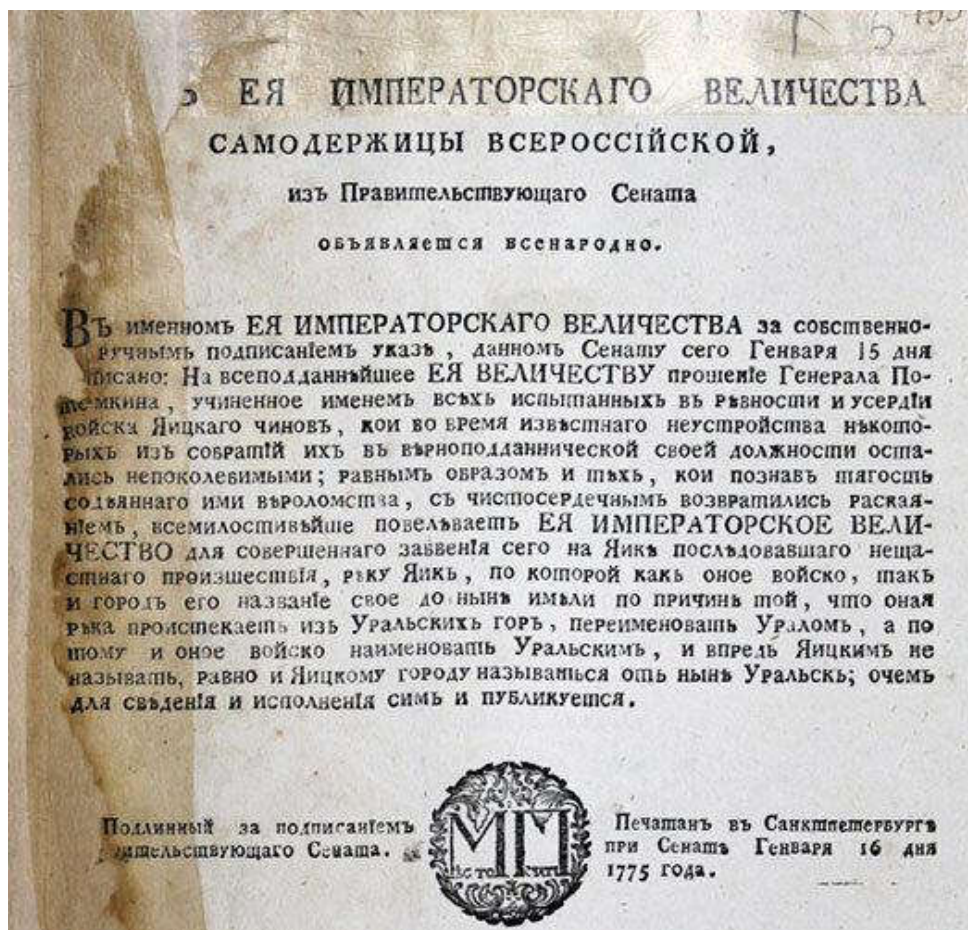 133
Ъ ЕЯ ИМПЕРАТОРСКАГО ВЕЛИЧЕСТВА
САМОДЕРЖИЦЫ ВСЕРОССІЙСКОЙ,
изъ Правительствующаго Сената
объявляется всенародно.
Въ именномъ ЕЯ ИМПЕРАТОРСКАГО ВЕЛИЧЕСТВА за собственно-
ручнымъ подписаніемъ указѣ, данномъ Сенату сего Генваря 15 дня
писано: На всеподданнѣйшее ЕЯ ВЕЛИЧЕСТВУ прошеніе Генерала По-
темкина, учиненное именемъ всѣхъ испытанныхъ въ ревности и усердіи
войска Яицкаго чиновъ, кои во время извѣстнаго неустройства нѣкото-
рыхъ изъ собратій ихъ въ вѣрноподданнической своей должности оста-
лись непоколебимыми; равнымъ образомъ и тѣхъ, кои познавъ тягость
содѣяннаго ими вѣроломства, съ чистосердечнымъ возвратились раская-
ніемъ, всемилостивѣйше повелѣваетъ ЕЯ ИМПЕРАТОРСКОЕ ВЕЛИ-
ЧЕСТВО для совершеннаго забвенія сего на Яикѣ послѣдовавшаго неща-
стнаго произшествія, рѣку Яикъ, по которой какъ оное войско, такъ
и городъ его названіе свое до нынѣ имѣли по причинѣ той, что оная
рѣка проистекаетъ изъ Уральскихъ горъ, переименовать Ураломъ, а по
тому и оное войско наименовать Уральскимъ, и впредь Яицкимъ не
называть, равно и Яицкому городу называться отъ нынѣ Уральскъ; о чемъ
для свѣденія и исполненія симъ и публикуется.
Подлинный за подписаніемъ
вительствующаго Сената.
МП
Печатанъ въ Санктпетербургѣ
при Сенатѣ Генваря 16 дня
1775 года.